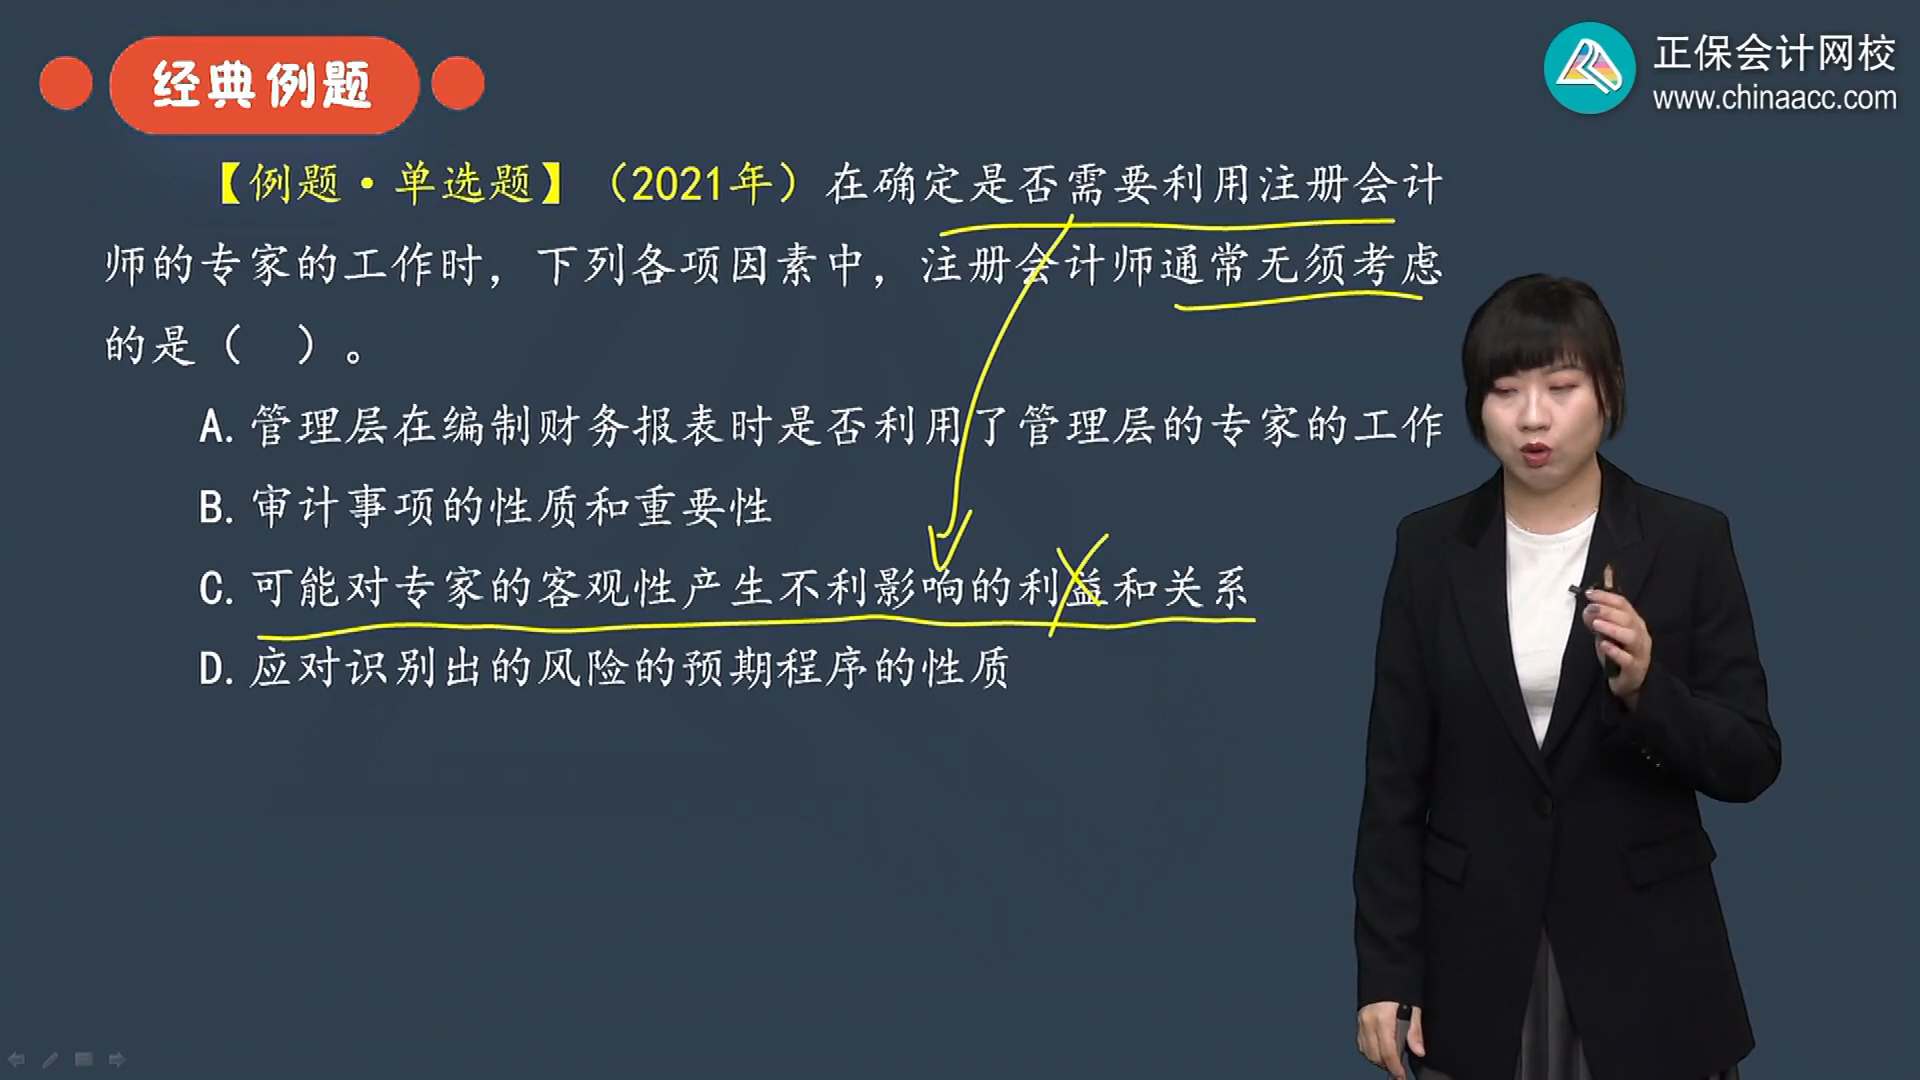 经典例题
正保会计网校
www.chinaacc.com
【例题·单选题】（2021年）在确定是否需要利用注册会计
师的专家的工作时，下列各项因素中，注册会计师通常无须考虑
的是（ ）。
A. 管理层在编制财务报表时是否利用了管理层的专家的工作
B. 审计事项的性质和重要性
C. 可能对专家的客观性产生不利影响的利益和关系
D. 应对识别出的风险的预期程序的性质